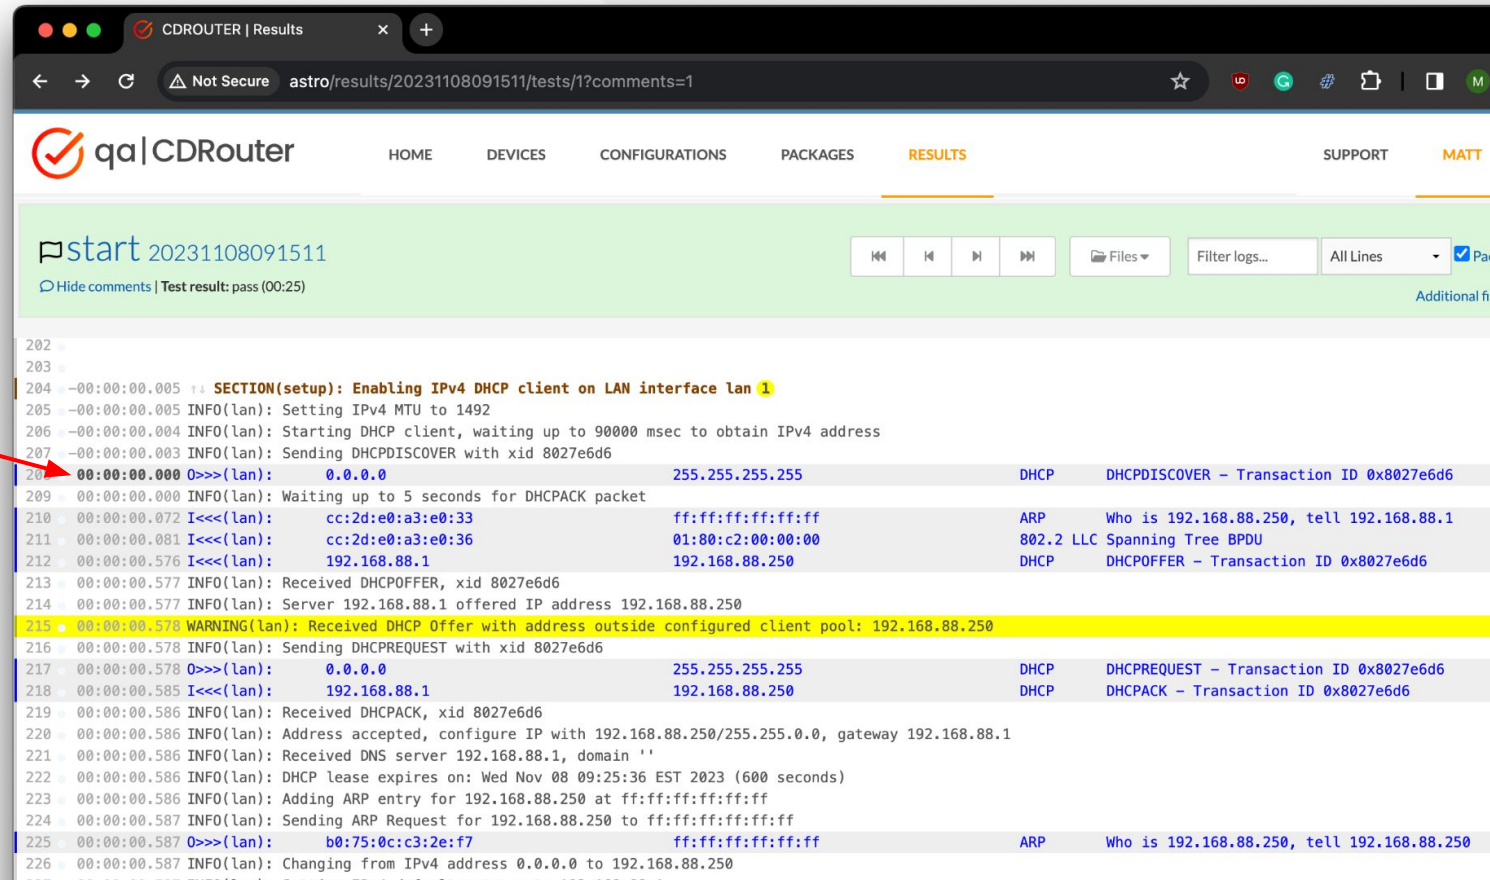 CDROUTER | Results
Not Secure astro/results/20231108091511/tests/1?comments=1
M
qa|CDRouter HOME DEVICES CONFIGURATIONS PACKAGES RESULTS SUPPORT MATT
start 20231108091511
Files Filter logs... All Lines
Hide comments | Test result: pass (00:25)
Additional
202
203
204 -00:00:00.005 ↑↓ SECTION(setup): Enabling IPv4 DHCP client on LAN interface lan 1
205 -00:00:00.005 INFO(lan): Setting IPv4 MTU to 1492
206 -00:00:00.004 INFO(lan): Starting DHCP client, waiting up to 90000 msec to obtain IPv4 address
207 -00:00:00.003 INFO(lan): Sending DHCPDISCOVER with xid 8027e6d6
00:00:00.000 O>>>(lan): 0.0.0.0 255.255.255.255 DHCP DHCPDISCOVER – Transaction ID 0x8027e6d6
209 00:00:00.000 INFO(lan): Waiting up to 5 seconds for DHCPACK packet
210 00:00:00.072 I<<<(lan): cc:2d:e0:a3:e0:33 ff:ff:ff:ff:ff:ff ARP Who is 192.168.88.250, tell 192.168.88.1
211 00:00:00.081 I<<<(lan): cc:2d:e0:a3:e0:36 01:80:c2:00:00:00 802.2 LLC Spanning Tree BPDU
212 00:00:00.576 I<<<(lan): 192.168.88.1 192.168.88.250 DHCP DHCPOFFER – Transaction ID 0x8027e6d6
213 00:00:00.577 INFO(lan): Received DHCPOFFER, xid 8027e6d6
214 00:00:00.577 INFO(lan): Server 192.168.88.1 offered IP address 192.168.88.250
215 00:00:00.578 WARNING(lan): Received DHCP Offer with address outside configured client pool: 192.168.88.250
216 00:00:00.578 INFO(lan): Sending DHCPREQUEST with xid 8027e6d6
217 00:00:00.578 O>>>(lan): 0.0.0.0 255.255.255.255 DHCP DHCPREQUEST – Transaction ID 0x8027e6d6
218 00:00:00.585 I<<<(lan): 192.168.88.1 192.168.88.250 DHCP DHCPACK – Transaction ID 0x8027e6d6
219 00:00:00.586 INFO(lan): Received DHCPACK, xid 8027e6d6
220 00:00:00.586 INFO(lan): Address accepted, configure IP with 192.168.88.250/255.255.0.0, gateway 192.168.88.1
221 00:00:00.586 INFO(lan): Received DNS server 192.168.88.1, domain ''
222 00:00:00.586 INFO(lan): DHCP lease expires on: Wed Nov 08 09:25:36 EST 2023 (600 seconds)
223 00:00:00.586 INFO(lan): Adding ARP entry for 192.168.88.250 at ff:ff:ff:ff:ff:ff
224 00:00:00.587 INFO(lan): Sending ARP Request for 192.168.88.250 to ff:ff:ff:ff:ff:ff
225 00:00:00.587 O>>>(lan): b0:75:0c:c3:2e:f7 ff:ff:ff:ff:ff:ff ARP Who is 192.168.88.250, tell 192.168.88.250
226 00:00:00.587 INFO(lan): Changing from IPv4 address 0.0.0.0 to 192.168.88.250